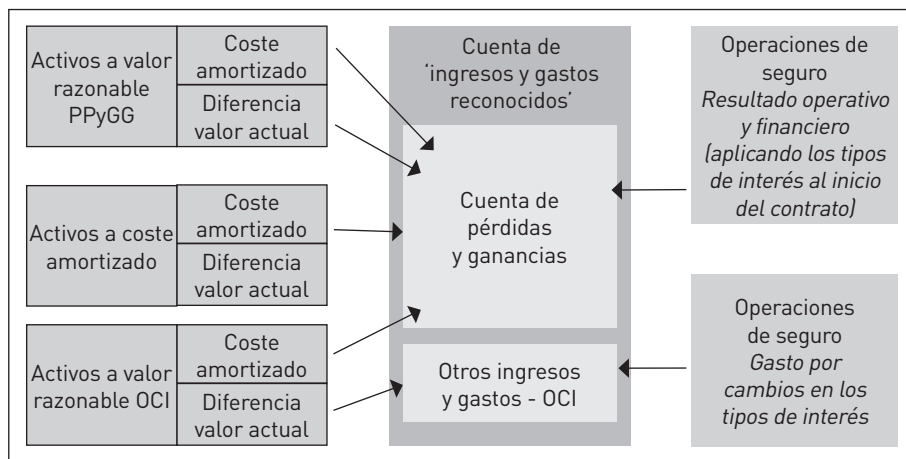 Activos a valor
razonable
PPyGG
Coste
amortizado
Diferencia
valor actual
Activos a coste
amortizado
Coste
amortizado
Diferencia
valor actual
Activos a valor
razonable OCI
Coste
amortizado
Diferencia
valor actual
Cuenta de
‘ingresos y gastos
reconocidos’
Cuenta de
pérdidas
y ganancias
Otros ingresos
y gastos - OCI
Operaciones de
seguro
Resultado operativo
y financiero
(aplicando los tipos
de interés al inicio
del contrato)
Operaciones
de seguro
Gasto por
cambios en los
tipos de interés